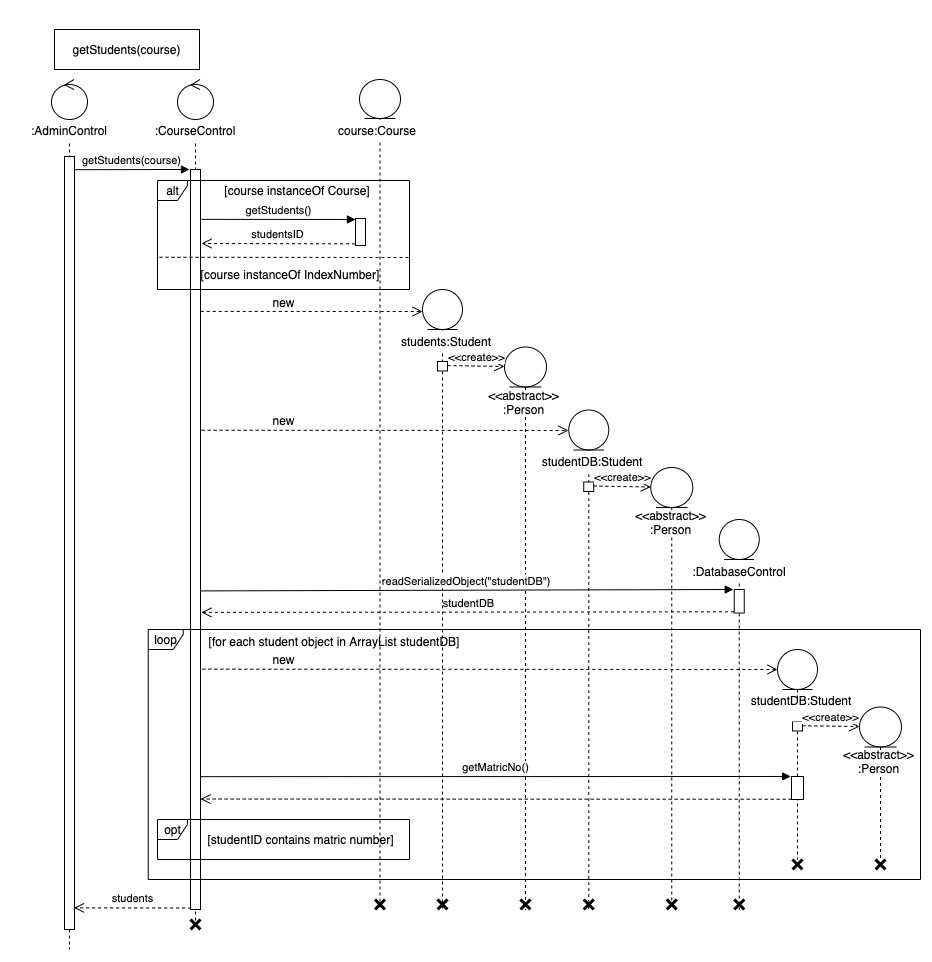 getStudents(course)
:AdminControl
:CourseControl
course:Course
getStudents(course)
alt
[course instanceOf Course]
getStudents()
studentsID
[course instanceOf IndexNumber]
new
students:Student
<<create>>
<<abstract>>
:Person
new
studentDB:Student
<<create>>
<<abstract>>
:Person
:DatabaseControl
readSerializedObject("studentDB")
studentDB
loop
[for each student object in ArrayList studentDB]
new
studentDB:Student
<<create>>
<<abstract>>
:Person
getMatricNo()
opt
[studentID contains matric number]
students